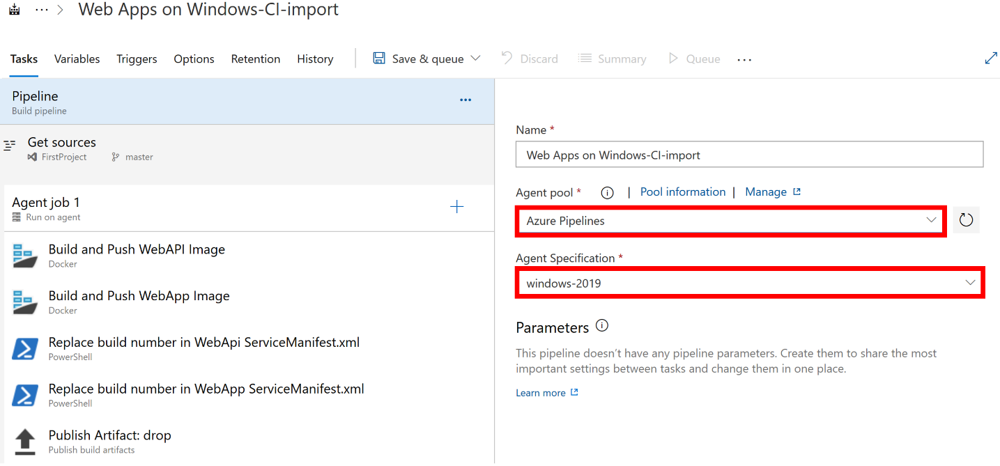 ··· > Web Apps on Windows-CI-import
Tasks Variables Triggers Options Retention History Save & queue Discard Summary Queue ···
Pipeline
Build pipeline
···
Get sources
FirstProject master
Agent job 1
Run on agent
Build and Push WebAPI Image
Docker
Build and Push WebApp Image
Docker
Replace build number in WebApi ServiceManifest.xml
PowerShell
Replace build number in WebApp ServiceManifest.xml
PowerShell
Publish Artifact: drop
Publish build artifacts
Name *
Web Apps on Windows-CI-import
Agent pool * | Pool information | Manage
Azure Pipelines
Agent Specification *
windows-2019
Parameters
This pipeline doesn't have any pipeline parameters. Create them to share the most
important settings between tasks and change them in one place.
Learn more